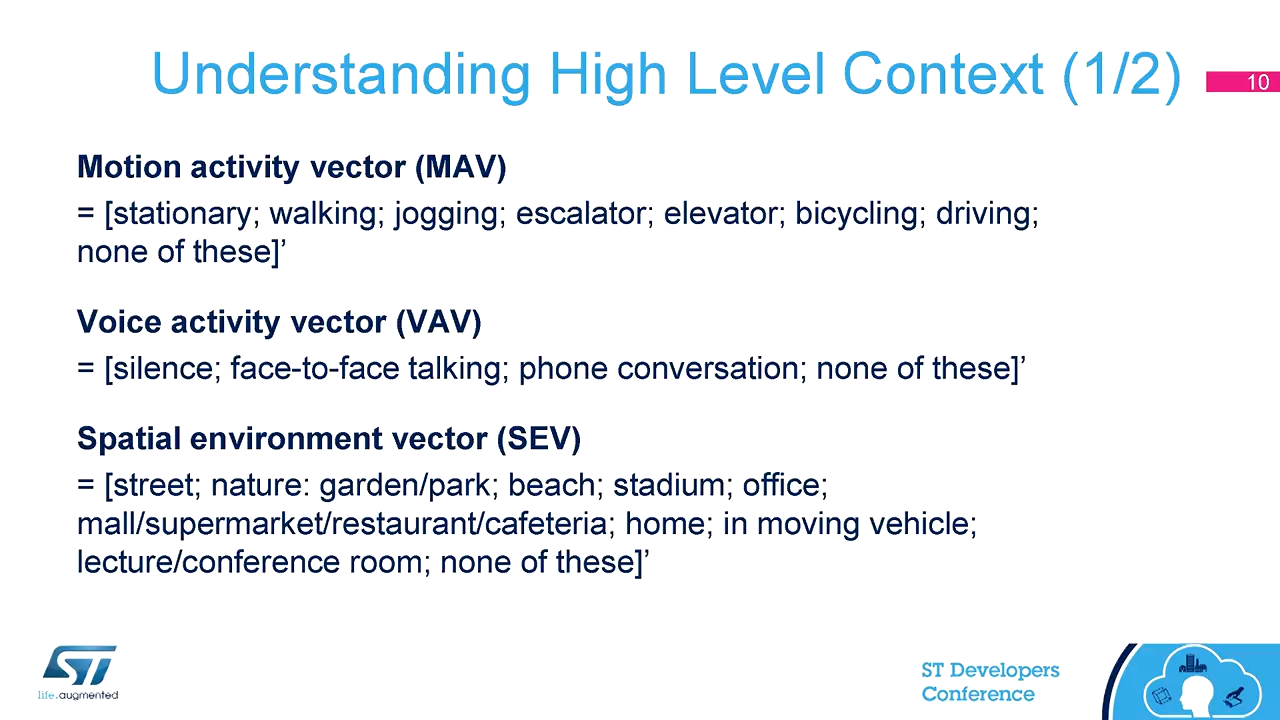 Understanding High Level Context (1/2)
10
Motion activity vector (MAV)
= [stationary; walking; jogging; escalator; elevator; bicycling; driving;
none of these]’
Voice activity vector (VAV)
= [silence; face-to-face talking; phone conversation; none of these]’
Spatial environment vector (SEV)
= [street; nature: garden/park; beach; stadium; office;
mall/supermarket/restaurant/cafeteria; home; in moving vehicle;
lecture/conference room; none of these]’
ST
life.augmented
ST Developers
Conference